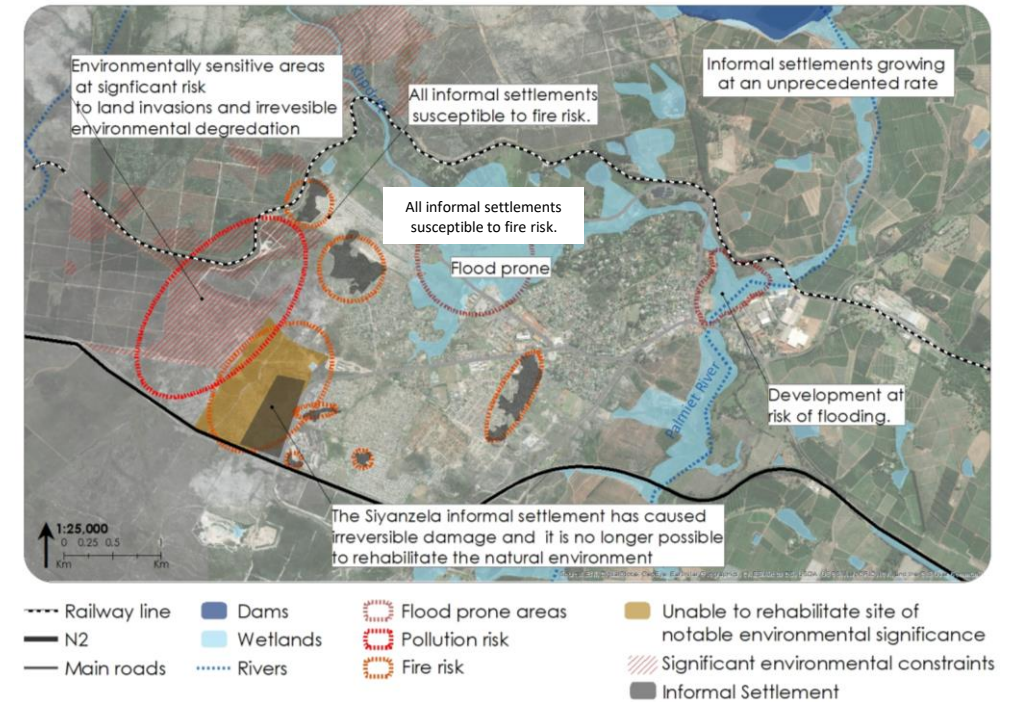 Environmentally sensitive areas
at signficant risk
to land invasions and irrevesible
environmental degredation
All informal settlements
susceptible to fire risk.
Informal settlements growing
at an unprecedented rate
All informal settlements
susceptible to fire risk.
Flood prone
Palmiet River
Development at
risk of flooding.
The Siyanzela informal settlement has caused
irreversible damage and it is no longer possible
to rehabilitate the natural environment
1:25,000
0 0.25 0.5 1
Km Km
Railway line
N2
Main roads
Dams
Wetlands
Rivers
Flood prone areas
Pollution risk
Fire risk
Unable to rehabilitate site of
notable environmental significance
Significant environmental constraints
Informal Settlement